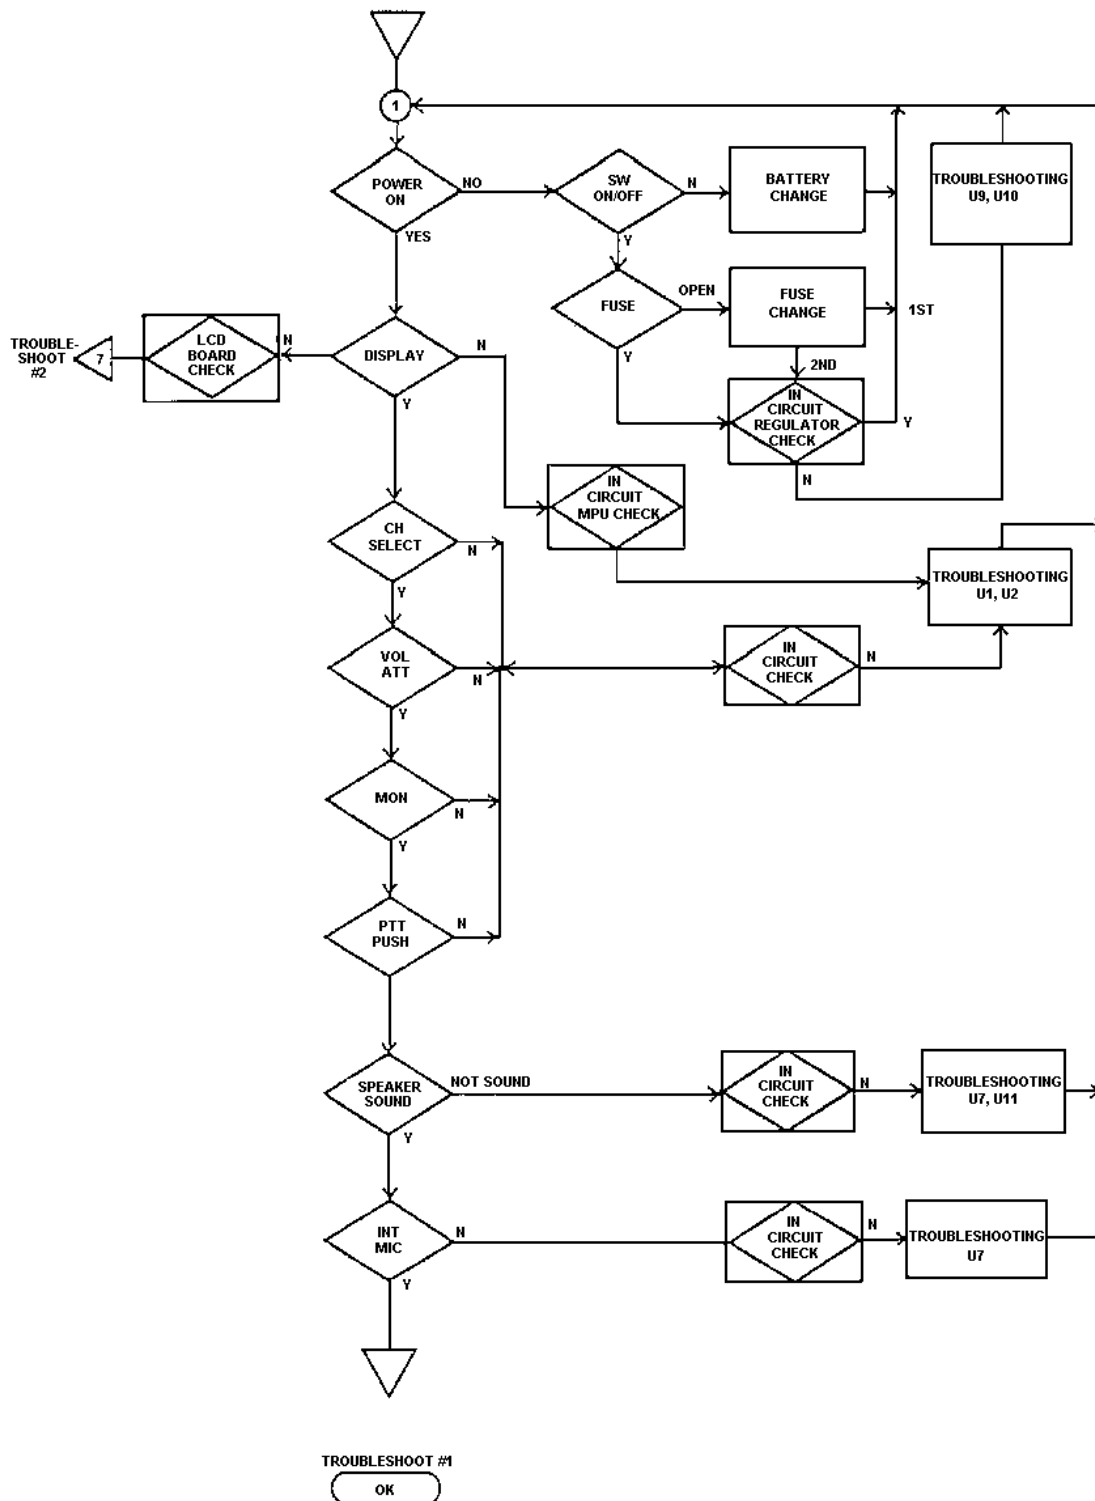 1
POWER
ON
NO
YES
SW
ON/OFF
N
Y
BATTERY
CHANGE
TROUBLESHOOTING
U9, U10
FUSE
OPEN
Y
FUSE
CHANGE
1ST
2ND
IN
CIRCUIT
REGULATOR
CHECK
Y
N
TROUBLE-
SHOOT
#2
7
LCD
BOARD
CHECK
N
DISPLAY
N
Y
IN
CIRCUIT
MPU CHECK
CH
SELECT
N
Y
TROUBLESHOOTING
U1, U2
VOL
ATT
N
Y
IN
CIRCUIT
CHECK
N
MON
N
Y
PTT
PUSH
N
SPEAKER
SOUND
NOT SOUND
Y
IN
CIRCUIT
CHECK
N
TROUBLESHOOTING
U7, U11
INT
MIC
N
Y
IN
CIRCUIT
CHECK
N
TROUBLESHOOTING
U7
TROUBLESHOOT #1
OK